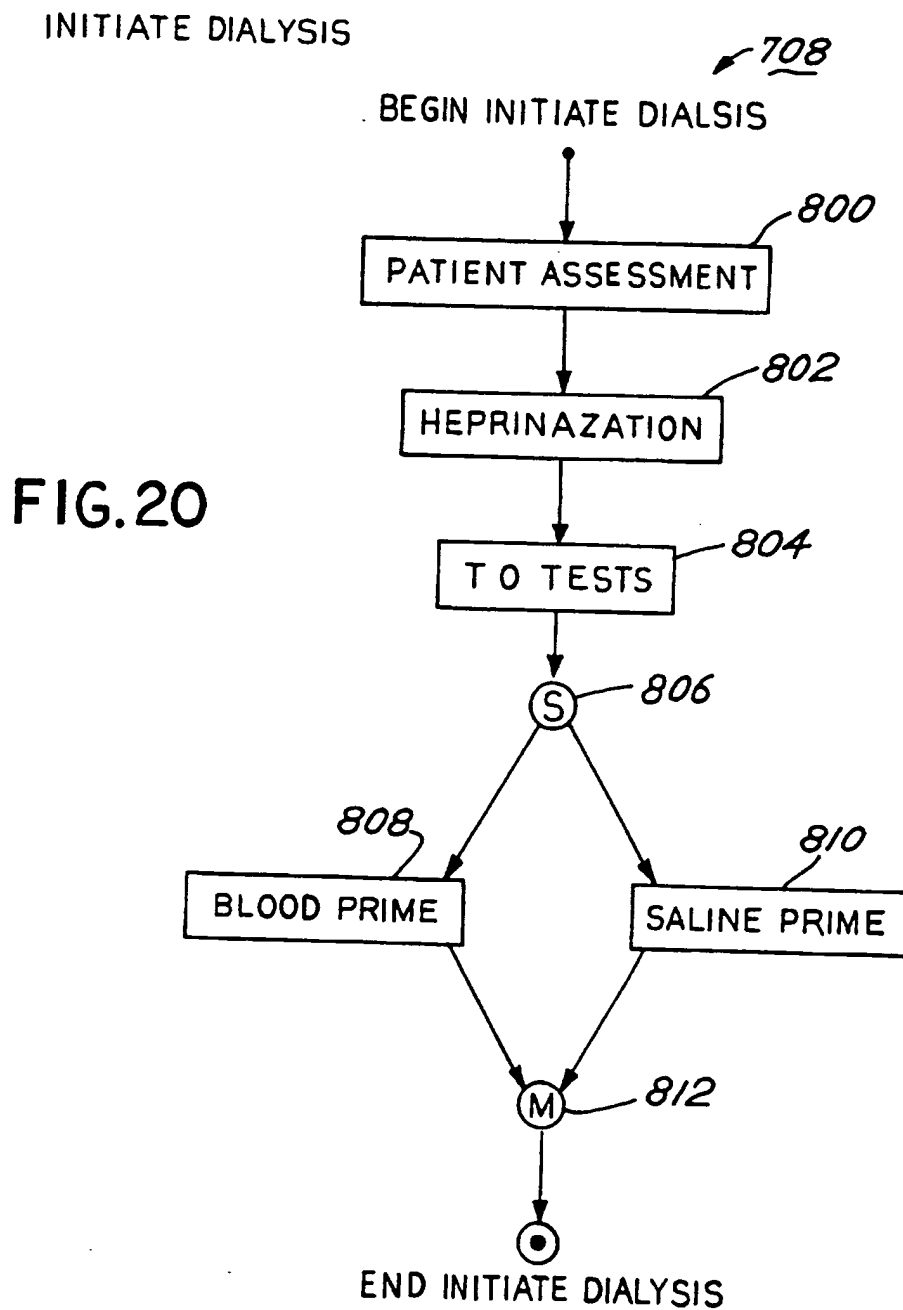 INITIATE DIALYSIS
708
BEGIN INITIATE DIALSIS
800
PATIENT ASSESSMENT
802
HEPRINAZATION
FIG.20
804
T O TESTS
S
806
808
810
BLOOD PRIME
SALINE PRIME
M
812
END INITIATE DIALYSIS